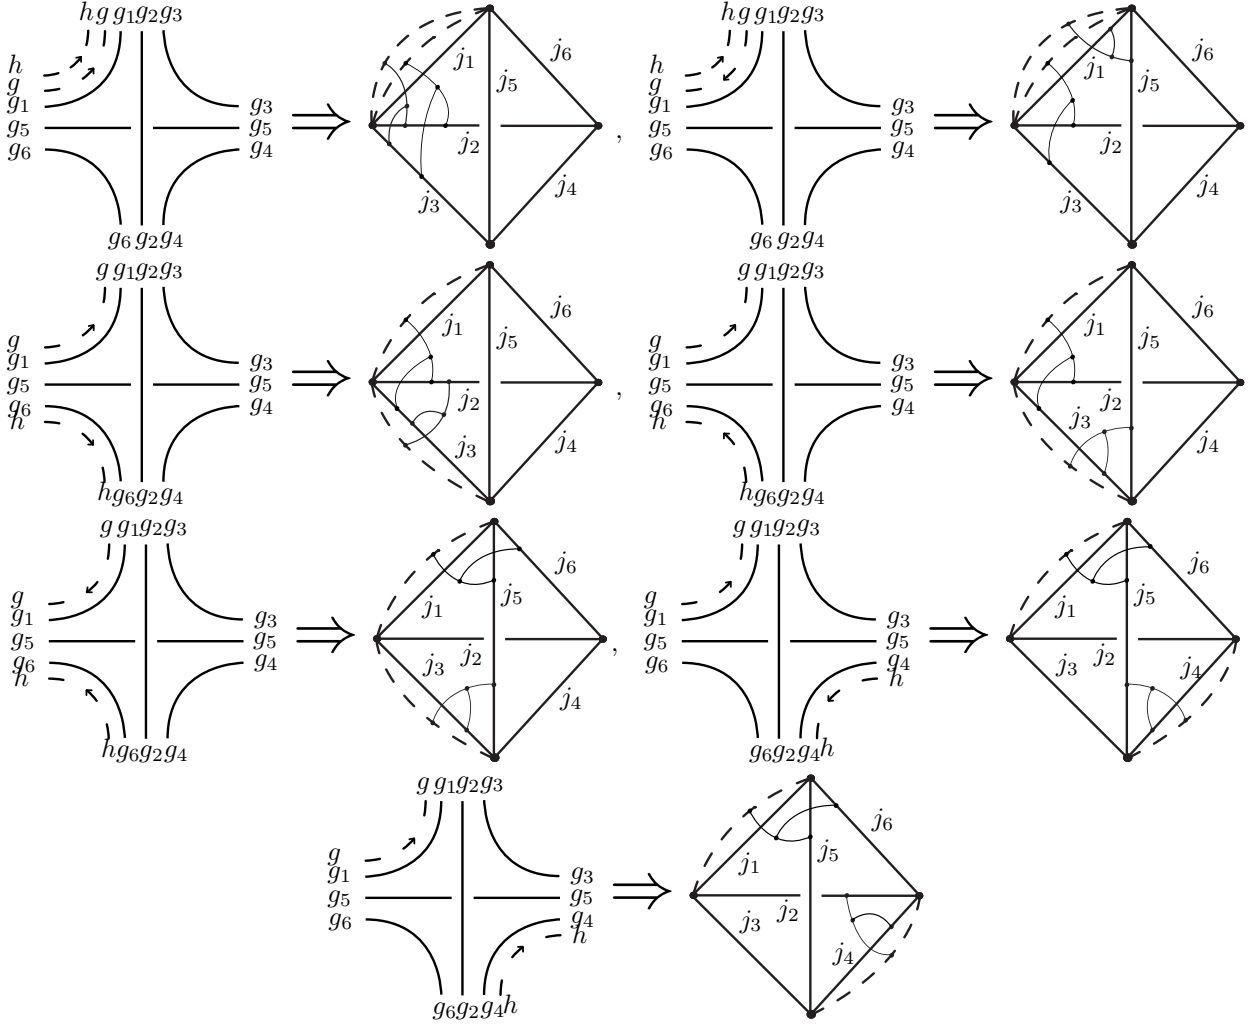 h g g₁g₂g₃ h g g₁g₂g₃
j₁ j₆ j₁ j₆
h g₃ j₅ h g₃ j₅
g g
g₁ g₁
g₅ g₅ j₂ , g₅ g₅ j₂
g₆ g₄ g₆ g₄
j₃ j₄ j₃ j₄
g₆ g₂g₄ g₆ g₂g₄
g g₁g₂g₃ g g₁g₂g₃
j₁ j₆ j₁ j₆
g j₅ g j₅
g₁ g₃ g₁ g₃
g₅ g₅ j₂ , g₅ g₅ j₂
g₆ g₄ g₆ g₄
h j₃ j₄ h j₃ j₄
hg₆g₂g₄ hg₆g₂g₄
g g₁g₂g₃ g g₁g₂g₃
j₆ j₆
g j₁ j₅ g j₁ j₅
g₁ g₃ g₁ g₃
g₅ g₅ j₃ j₂ , g₅ g₅ j₃ j₂
g₆ g₄ g₆ g₄ j₄
h j₄ h
hg₆g₂g₄ g₆g₂g₄h
g g₁g₂g₃
j₆
g j₁ j₅
g₁ g₃
g₅ g₅ j₃ j₂
g₆ g₄
h j₄
g₆g₂g₄h